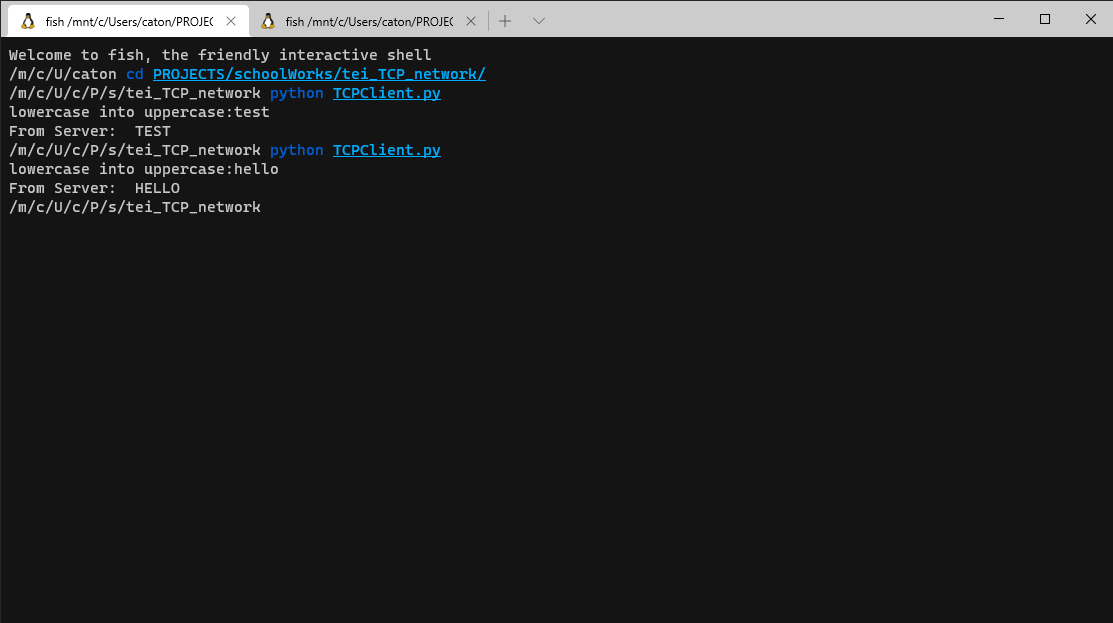 fish /mnt/c/Users/caton/PROJEC
fish /mnt/c/Users/caton/PROJEC
Welcome to fish, the friendly interactive shell
/m/c/U/caton cd PROJECTS/schoolWorks/tei_TCP_network/
/m/c/U/c/P/s/tei_TCP_network python TCPClient.py
lowercase into uppercase:test
From Server:  TEST
/m/c/U/c/P/s/tei_TCP_network python TCPClient.py
lowercase into uppercase:hello
From Server:  HELLO
/m/c/U/c/P/s/tei_TCP_network